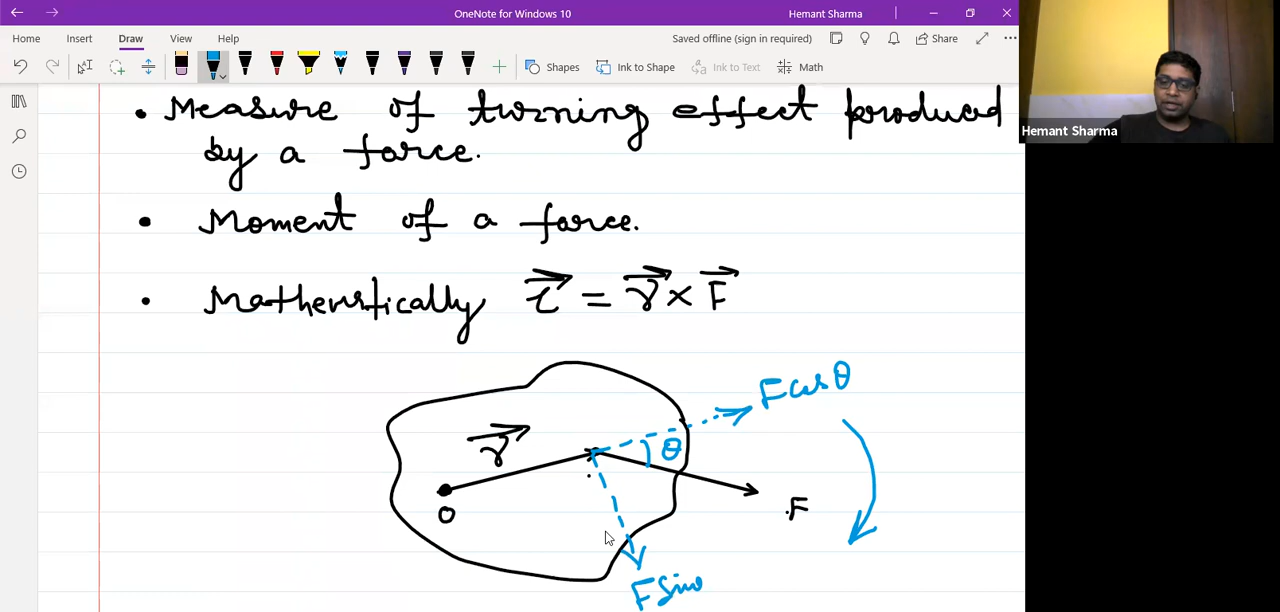 OneNote for Windows 10
Hemant Sharma
Home Insert Draw View Help
Saved offline (sign in required)
Share
Shapes
Ink to Shape
Ink to Text
Math
Hemant Sharma
• Measure of turning effect produced
by a force.
• Moment of a force.
• Mathematically τ⃗ = r⃗ × F⃗
F cos θ
r⃗
θ
O
F
F sin θ